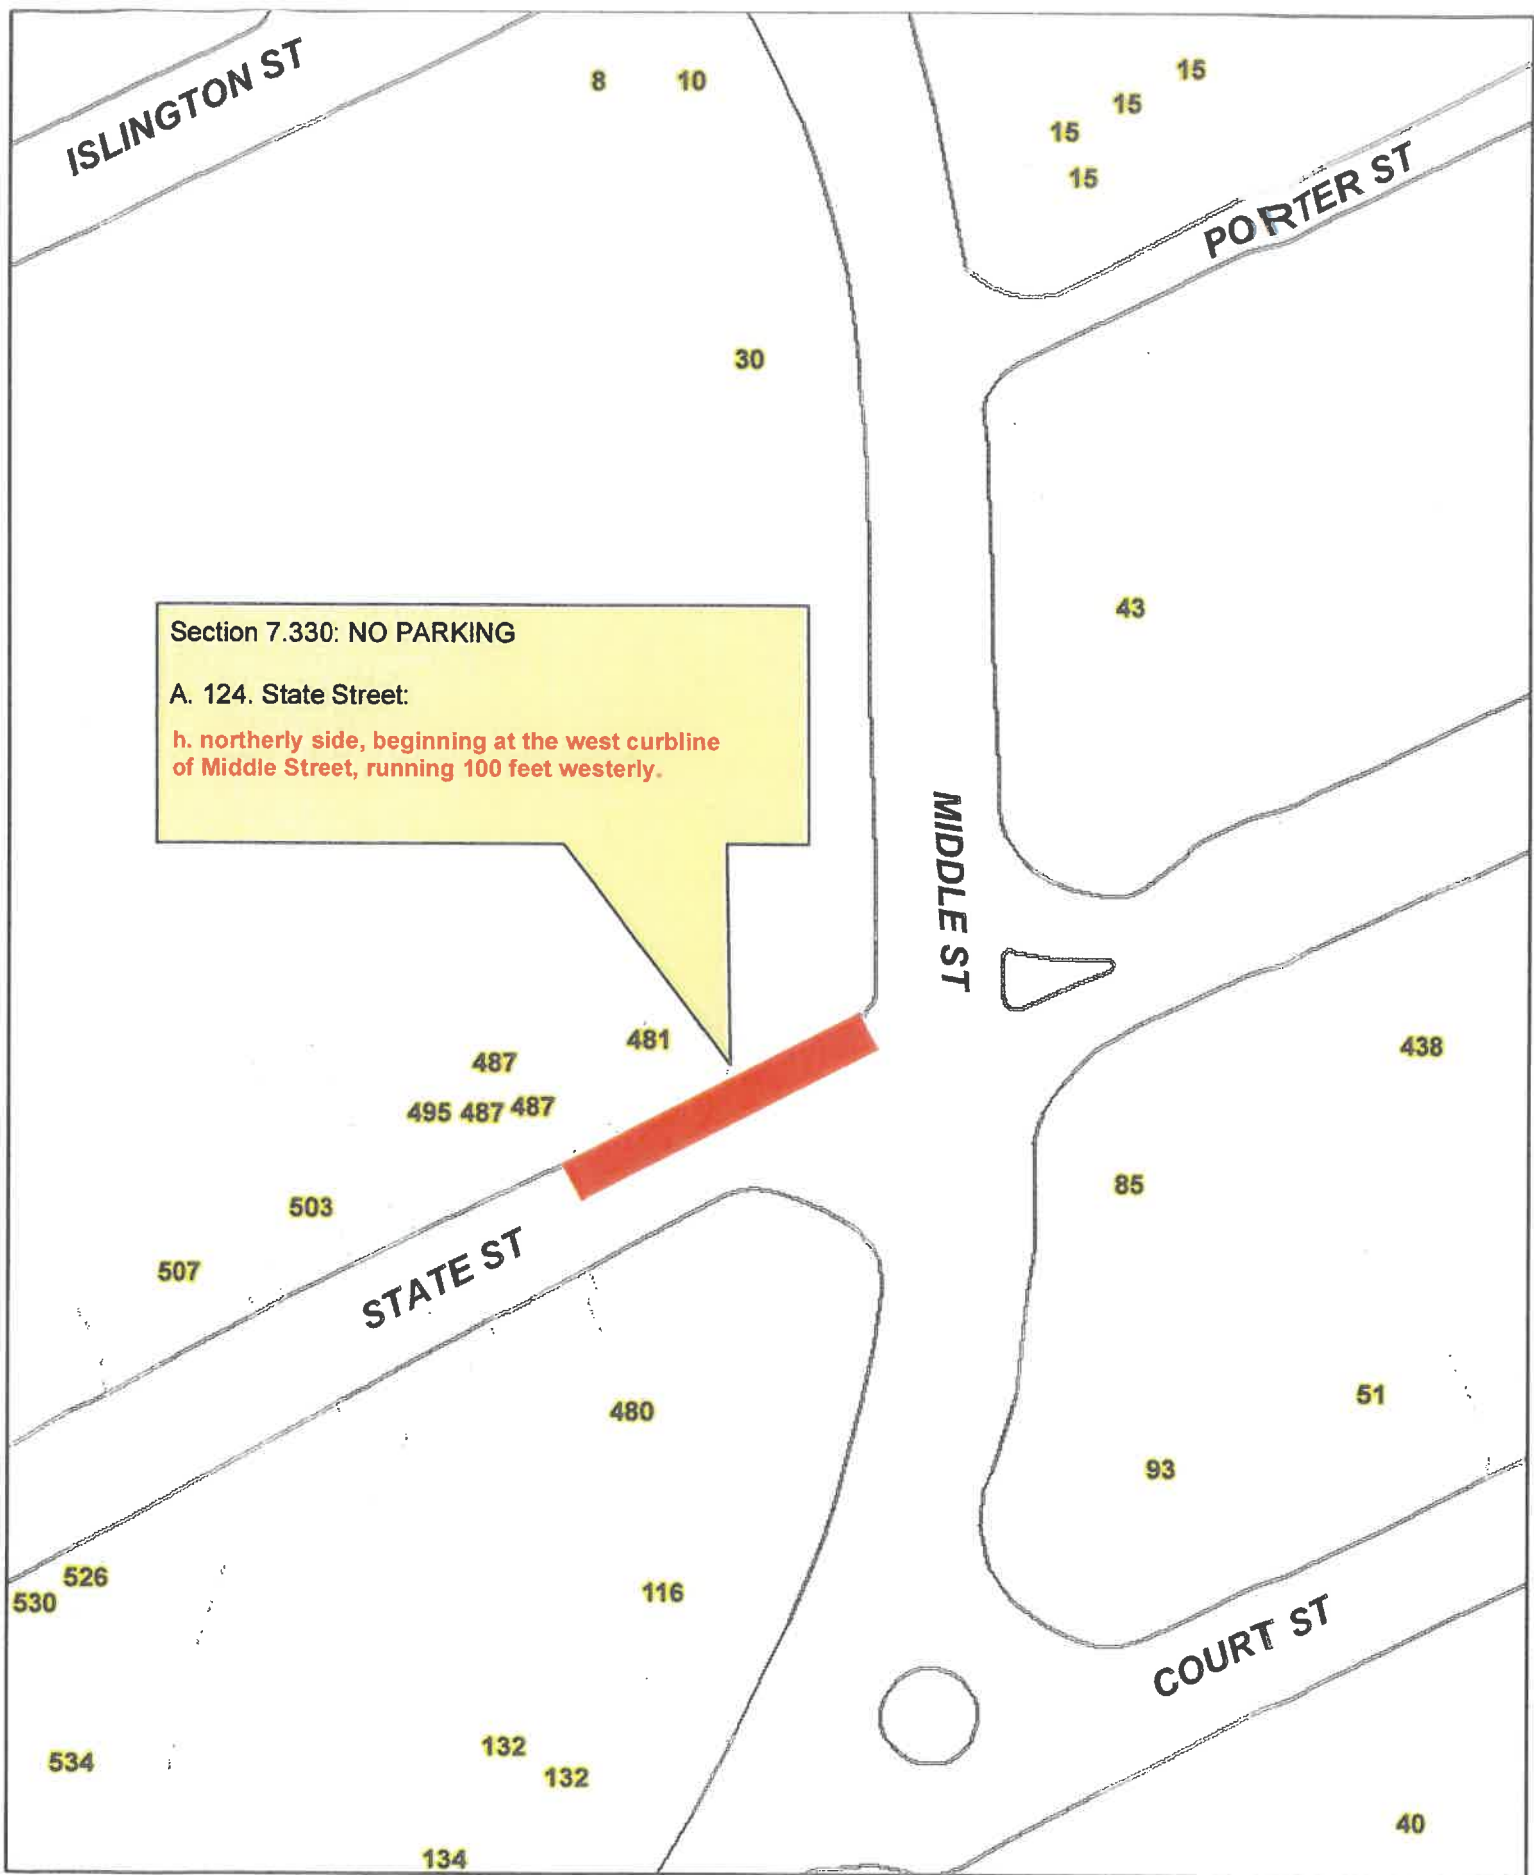 ISLINGTON ST
8 10
15
15
15
15
PORTER ST
30
43
Section 7.330: NO PARKING
A. 124. State Street:
h. northerly side, beginning at the west curbline
of Middle Street, running 100 feet westerly.
MIDDLE ST
481
487
495 487 487
438
503
85
507
STATE ST
480
51
93
526
530
116
COURT ST
132
534
132
40
134